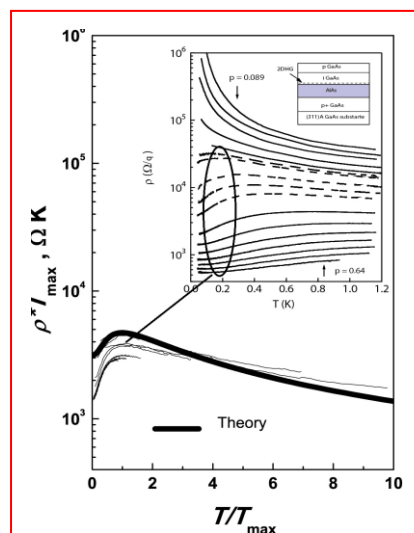 10⁶
10⁵
10⁴
10³
ρ*T_max , Ω K
0
2
4
6
8
10
T/T_max
Theory
10⁶
10⁵
10⁴
10³
ρ (Ω/q)
0.0 0.2 0.4 0.6 0.8 1.0 1.2
T (K)
p = 0.089
p = 0.64
2DHG
p GaAs
i GaAs
AlAs
p+ GaAs
(311)A GaAs substarte